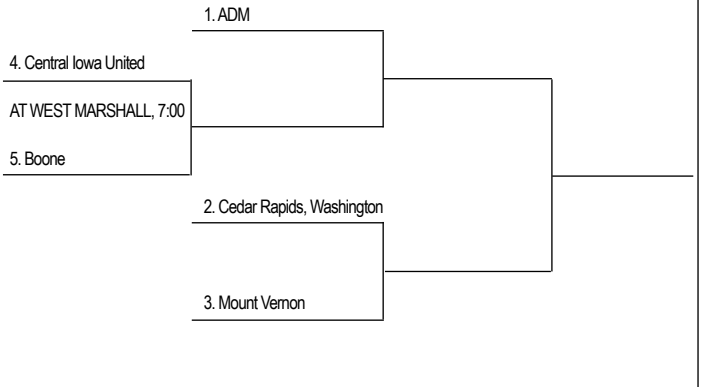 1. ADM
4. Central Iowa United
AT WEST MARSHALL, 7:00
5. Boone
2. Cedar Rapids, Washington
3. Mount Vernon